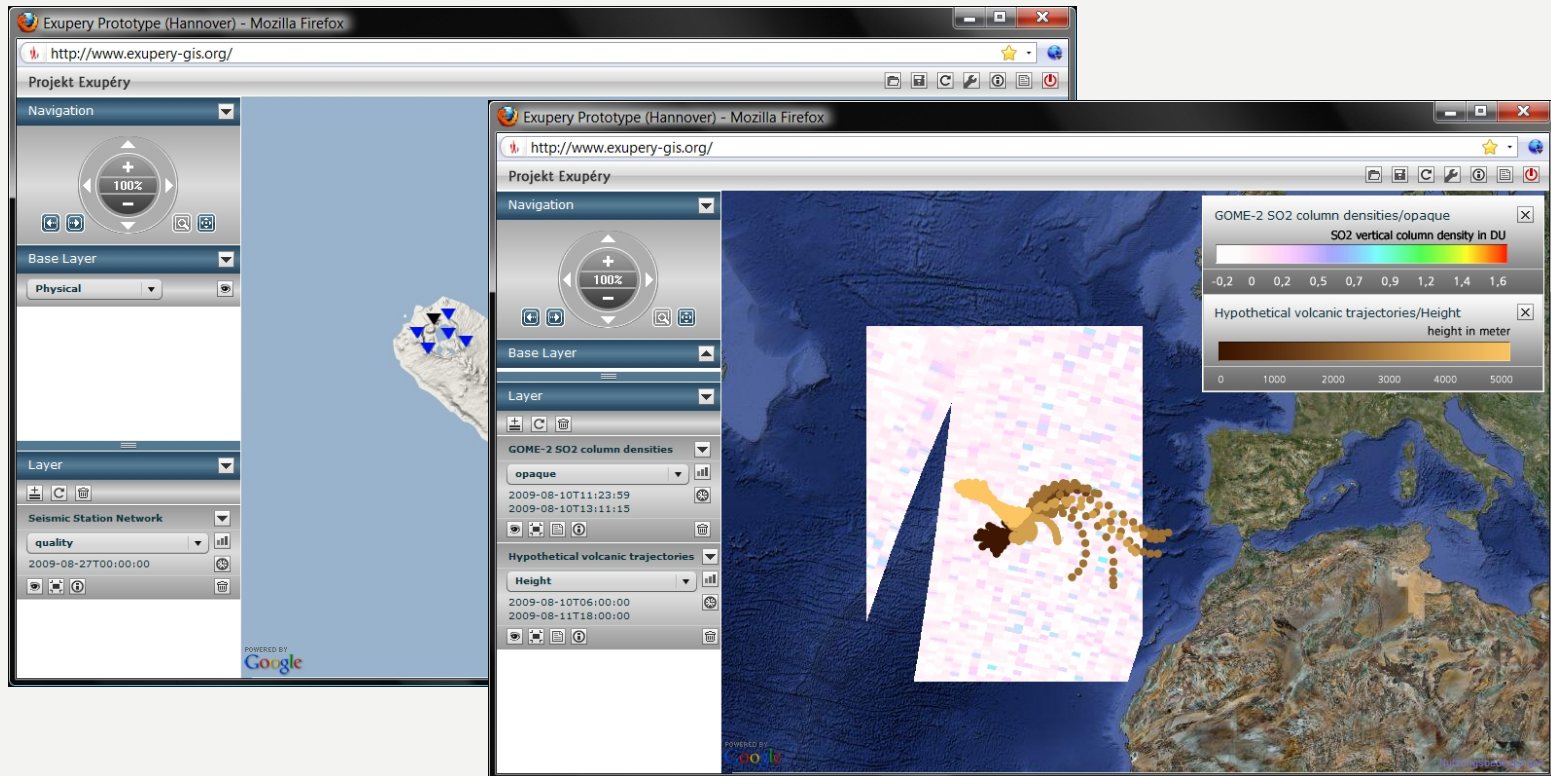 Exupery Prototype (Hannover) - Mozilla Firefox
http://www.exupery-gis.org/
Projekt Exupéry
Navigation
100%
Base Layer
Physical
Layer
Seismic Station Network
quality
2009-08-27T00:00:00
POWERED BY
Google
Exupery Prototype (Hannover) - Mozilla Firefox
http://www.exupery-gis.org/
Projekt Exupéry
Navigation
100%
Base Layer
Layer
GOME-2 SO2 column densities
opaque
2009-08-10T11:23:59
2009-08-10T13:11:15
Hypothetical volcanic trajectories
Height
2009-08-10T06:00:00
2009-08-11T18:00:00
GOME-2 SO2 column densities/opaque
SO2 vertical column density in DU
-0,2 0 0,2 0,5 0,7 0,9 1,2 1,4 1,6
Hypothetical volcanic trajectories/Height
height in meter
0 1000 2000 3000 4000 5000
POWERED BY
Google